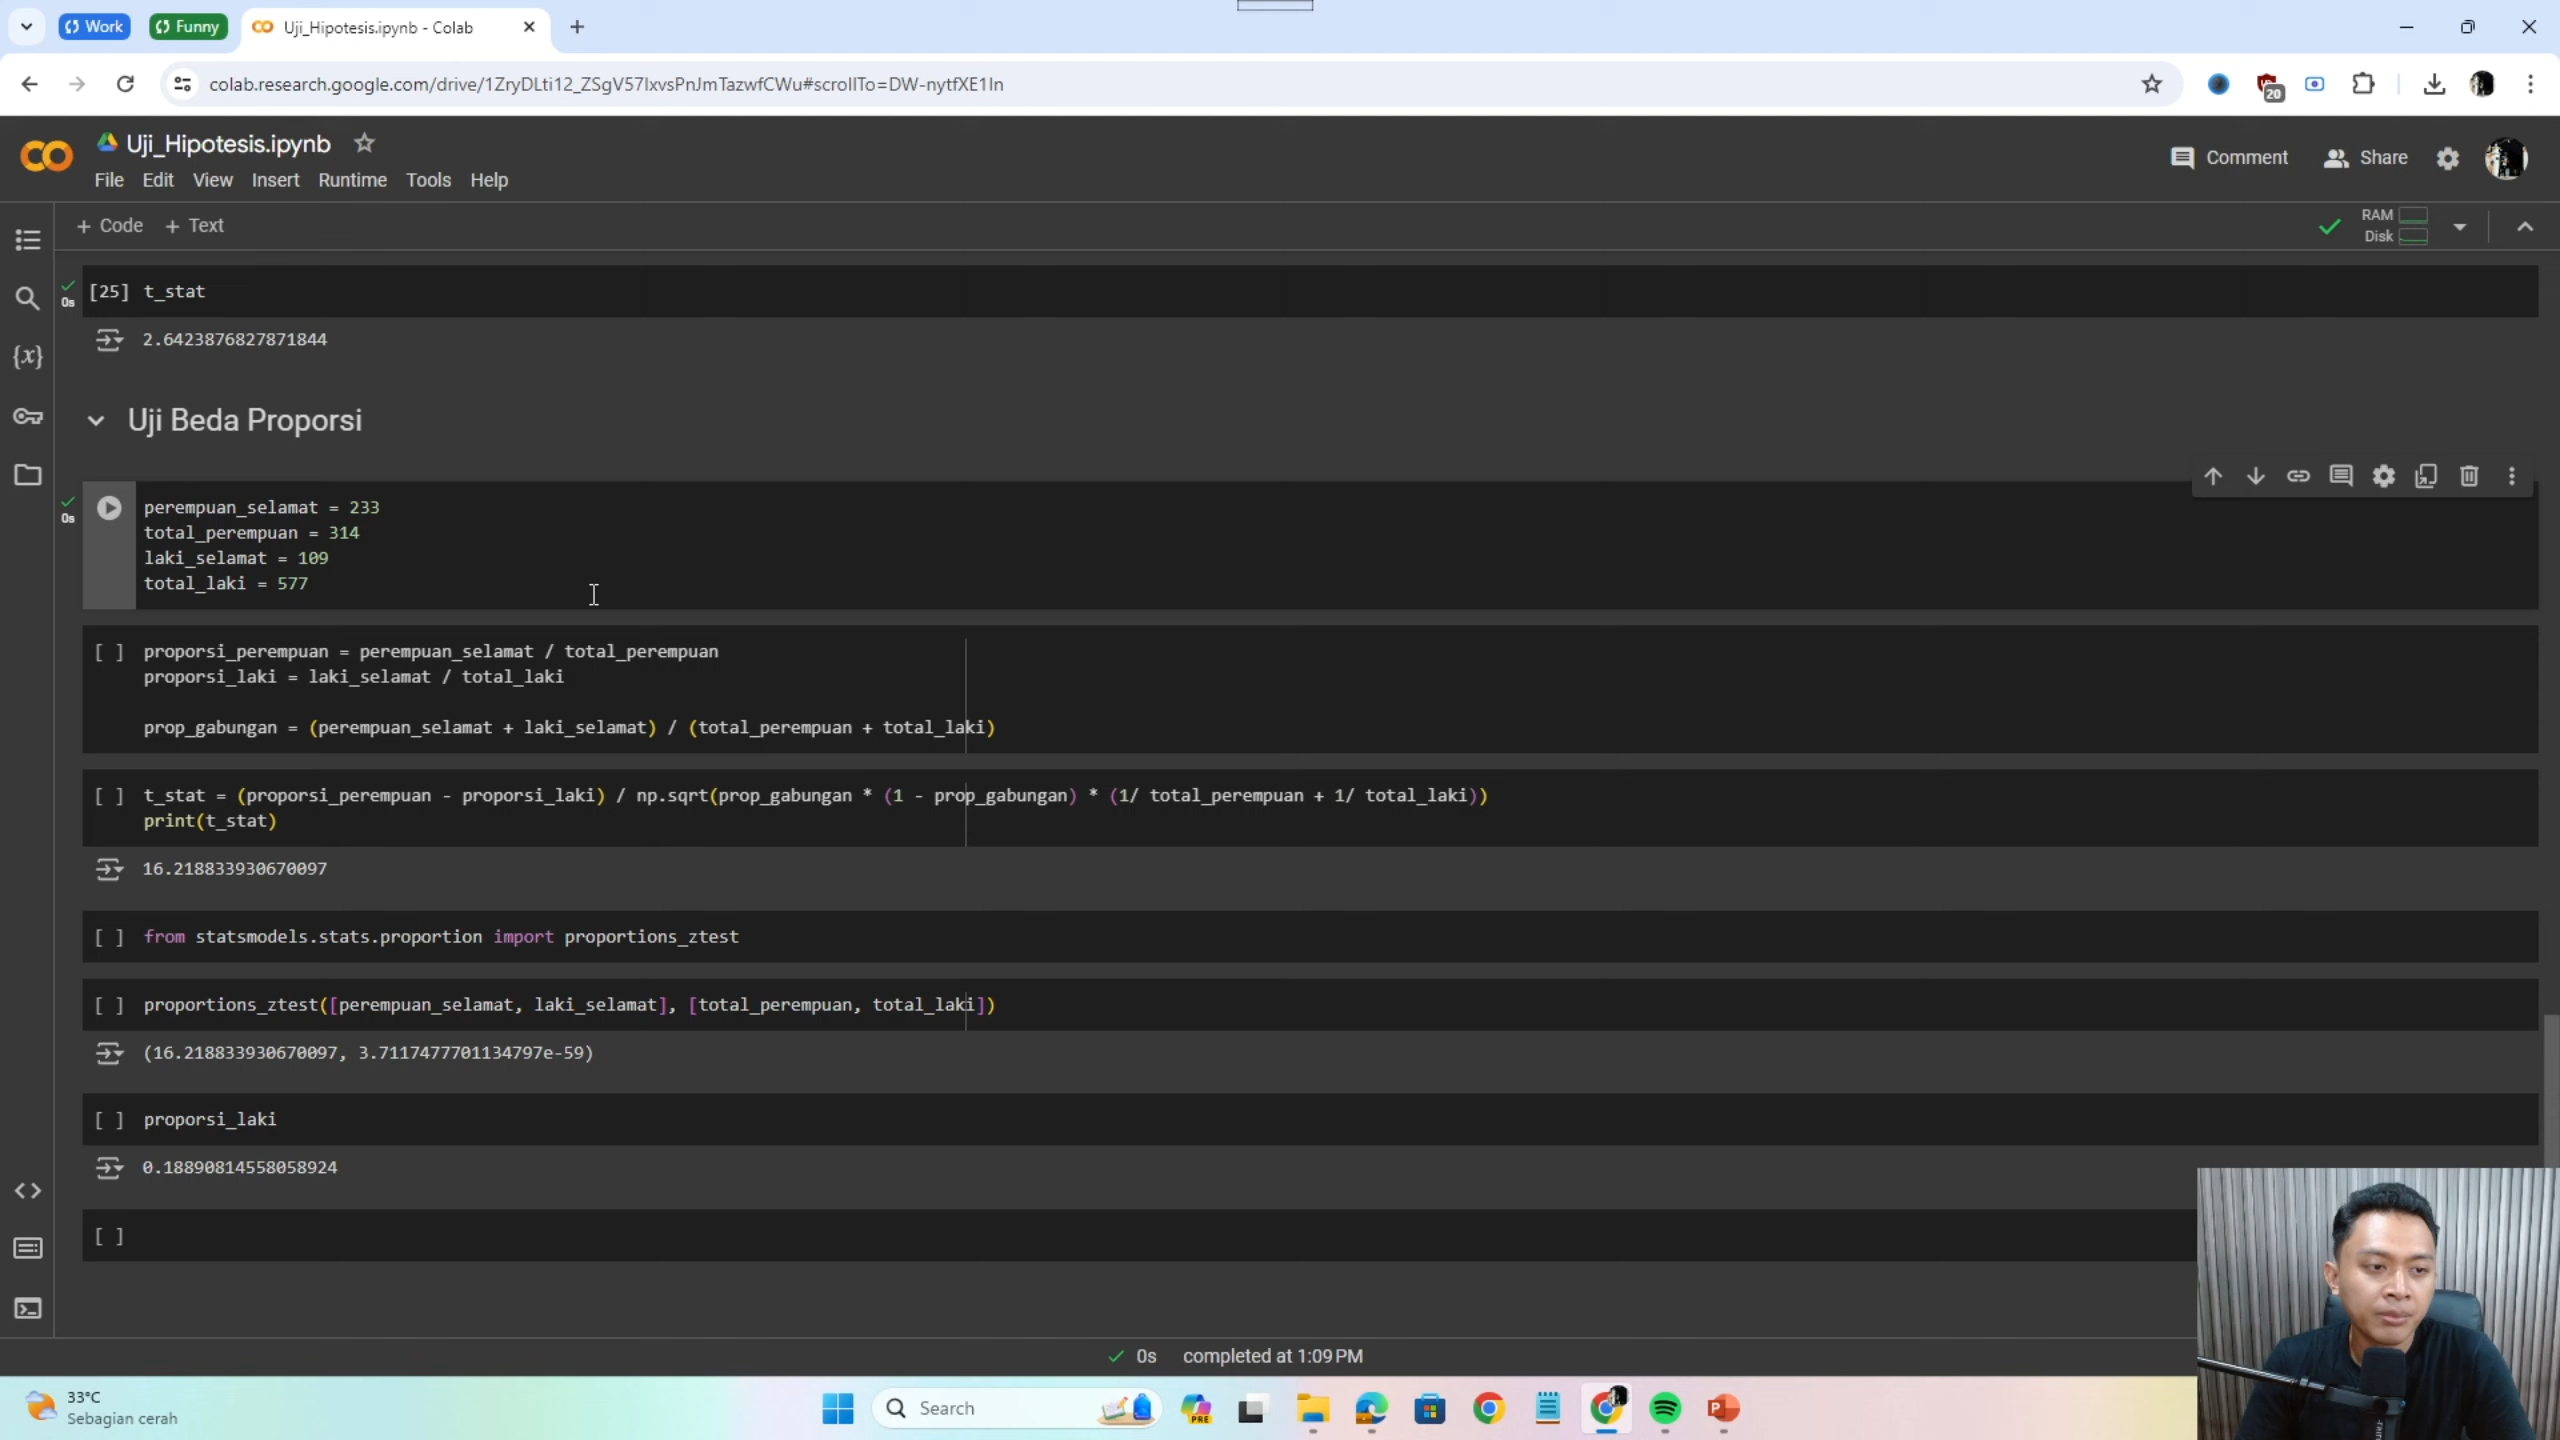 Work
Funny
Uji_Hipotesis.ipynb - Colab
colab.research.google.com/drive/1ZryDLti12_ZSgV57lxvsPnJmTazwfCWu#scrollTo=DW-nytfXE1In
20
Uji_Hipotesis.ipynb
Comment
Share
File Edit View Insert Runtime Tools Help
+ Code + Text
RAM
Disk
0s [25] t_stat
2.6423876827871844
Uji Beda Proporsi
0s
perempuan_selamat = 233
total_perempuan = 314
laki_selamat = 109
total_laki = 577
[ ] proporsi_perempuan = perempuan_selamat / total_perempuan
proporsi_laki = laki_selamat / total_laki
prop_gabungan = (perempuan_selamat + laki_selamat) / (total_perempuan + total_laki)
[ ] t_stat = (proporsi_perempuan - proporsi_laki) / np.sqrt(prop_gabungan * (1 - prop_gabungan) * (1/ total_perempuan + 1/ total_laki))
print(t_stat)
16.218833930670097
[ ] from statsmodels.stats.proportion import proportions_ztest
[ ] proportions_ztest([perempuan_selamat, laki_selamat], [total_perempuan, total_laki])
(16.218833930670097, 3.7117477701134797e-59)
[ ] proporsi_laki
0.18890814558058924
[ ]
0s completed at 1:09 PM
33°C
Sebagian cerah
Search
PRE